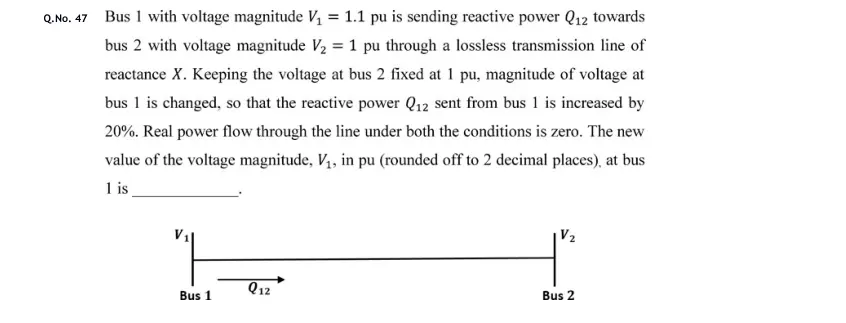 Q.No. 47 Bus 1 with voltage magnitude V₁ = 1.1 pu is sending reactive power Q₁₂ towards
bus 2 with voltage magnitude V₂ = 1 pu through a lossless transmission line of
reactance X. Keeping the voltage at bus 2 fixed at 1 pu, magnitude of voltage at
bus 1 is changed, so that the reactive power Q₁₂ sent from bus 1 is increased by
20%. Real power flow through the line under both the conditions is zero. The new
value of the voltage magnitude, V₁, in pu (rounded off to 2 decimal places), at bus
1 is ____________.
V₁ V₂
Q₁₂
Bus 1 Bus 2